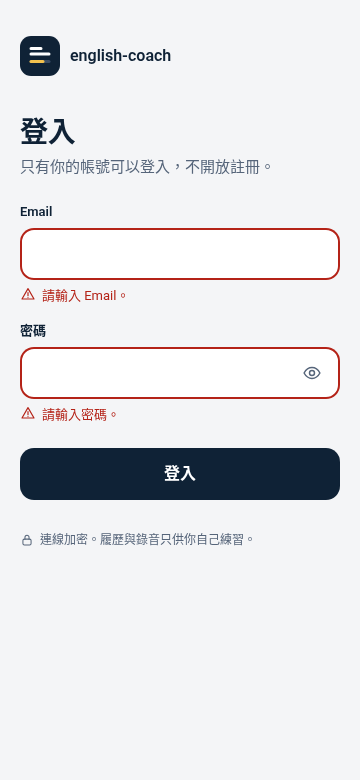 english-coach
登入
只有你的帳號可以登入，不開放註冊。
Email
請輸入 Email。
密碼
請輸入密碼。
登入
連線加密。履歷與錄音只供你自己練習。